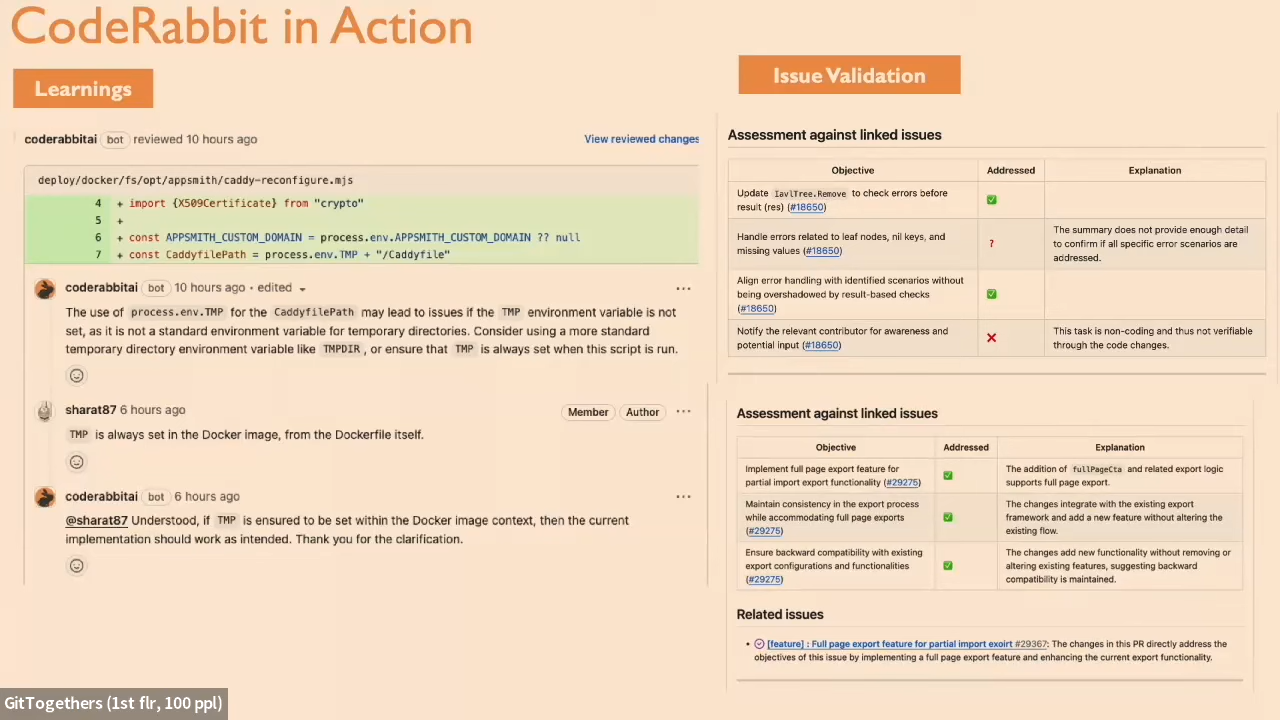 CodeRabbit in Action
Learnings
coderabbitai bot reviewed 10 hours ago
View reviewed changes
deploy/docker/fs/opt/appsmith/caddy-reconfigure.mjs
4 + import {X509Certificate} from "crypto"
5 +
6 + const APPSMITH_CUSTOM_DOMAIN = process.env.APPSMITH_CUSTOM_DOMAIN ?? null
7 + const CaddyfilePath = process.env.TMP + "/Caddyfile"
coderabbitai bot 10 hours ago • edited
The use of process.env.TMP for the CaddyfilePath may lead to issues if the TMP environment variable is not
set, as it is not a standard environment variable for temporary directories. Consider using a more standard
temporary directory environment variable like TMPDIR, or ensure that TMP is always set when this script is run.
sharat87 6 hours ago
Member Author
TMP is always set in the Docker image, from the Dockerfile itself.
coderabbitai bot 6 hours ago
@sharat87 Understood, if TMP is ensured to be set within the Docker image context, then the current
implementation should work as intended. Thank you for the clarification.
Issue Validation
Assessment against linked issues
Objective Addressed Explanation
Update IavlTree.Remove to check errors before
result (res) (#18650)
Handle errors related to leaf nodes, nil keys, and
missing values (#18650)
?
The summary does not provide enough detail
to confirm if all specific error scenarios are
addressed.
Align error handling with identified scenarios without
being overshadowed by result-based checks
(#18650)
Notify the relevant contributor for awareness and
potential input (#18650)
This task is non-coding and thus not verifiable
through the code changes.
Assessment against linked issues
Objective Addressed Explanation
Implement full page export feature for
partial import export functionality (#29275)
The addition of fullPageCta and related export logic
supports full page export.
Maintain consistency in the export process
while accommodating full page exports
(#29275)
The changes integrate with the existing export
framework and add a new feature without altering the
existing flow.
Ensure backward compatibility with existing
export configurations and functionalities
(#29275)
The changes add new functionality without removing or
altering existing features, suggesting backward
compatibility is maintained.
Related issues
• [feature] : Full page export feature for partial import exoirt #29367: The changes in this PR directly address the
objectives of this issue by implementing a full page export feature and enhancing the current export functionality.
GitTogethers (1st flr, 100 ppl)